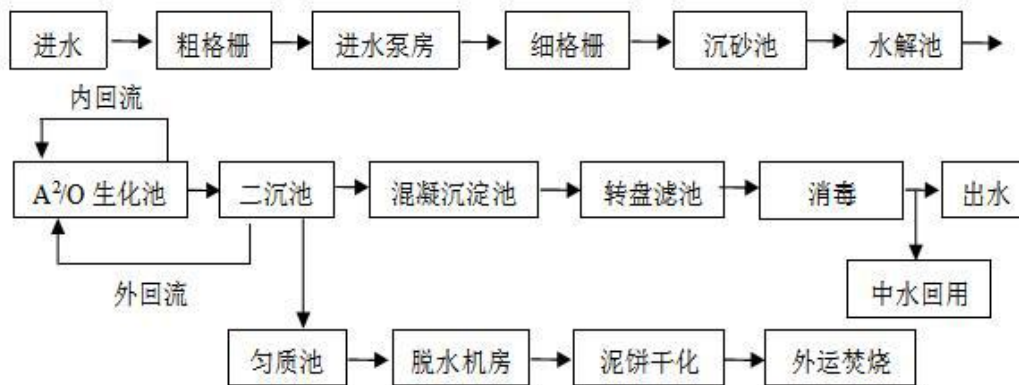 进水 粗格栅 进水泵房 细格栅 沉砂池 水解池
内回流
A²/O 生化池 二沉池 混凝沉淀池 转盘滤池 消毒 出水
外回流 中水回用
匀质池 脱水机房 泥饼干化 外运焚烧